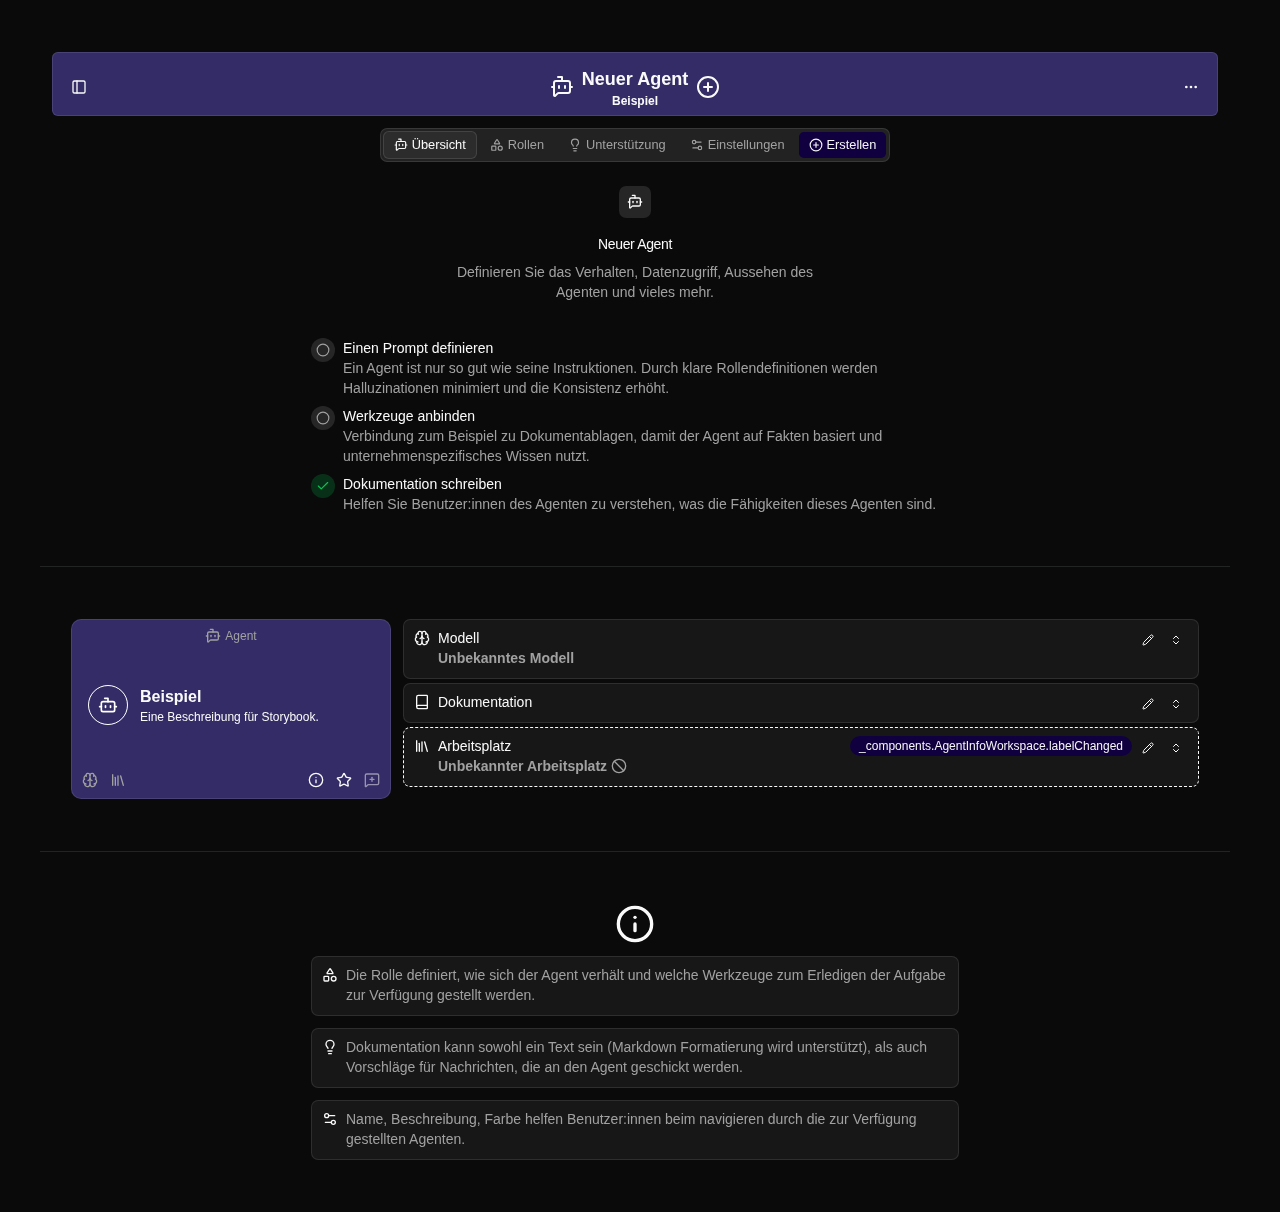 Neuer Agent
Beispiel
Übersicht
Rollen
Unterstützung
Einstellungen
Erstellen
Neuer Agent
Definieren Sie das Verhalten, Datenzugriff, Aussehen des
Agenten und vieles mehr.
Einen Prompt definieren
Ein Agent ist nur so gut wie seine Instruktionen. Durch klare Rollendefinitionen werden
Halluzinationen minimiert und die Konsistenz erhöht.
Werkzeuge anbinden
Verbindung zum Beispiel zu Dokumentablagen, damit der Agent auf Fakten basiert und
unternehmenspezifisches Wissen nutzt.
Dokumentation schreiben
Helfen Sie Benutzer:innen des Agenten zu verstehen, was die Fähigkeiten dieses Agenten sind.
Agent
Beispiel
Eine Beschreibung für Storybook.
Modell
Unbekanntes Modell
Dokumentation
Arbeitsplatz
_components.AgentInfoWorkspace.labelChanged
Unbekannter Arbeitsplatz
Die Rolle definiert, wie sich der Agent verhält und welche Werkzeuge zum Erledigen der Aufgabe
zur Verfügung gestellt werden.
Dokumentation kann sowohl ein Text sein (Markdown Formatierung wird unterstützt), als auch
Vorschläge für Nachrichten, die an den Agent geschickt werden.
Name, Beschreibung, Farbe helfen Benutzer:innen beim navigieren durch die zur Verfügung
gestellten Agenten.